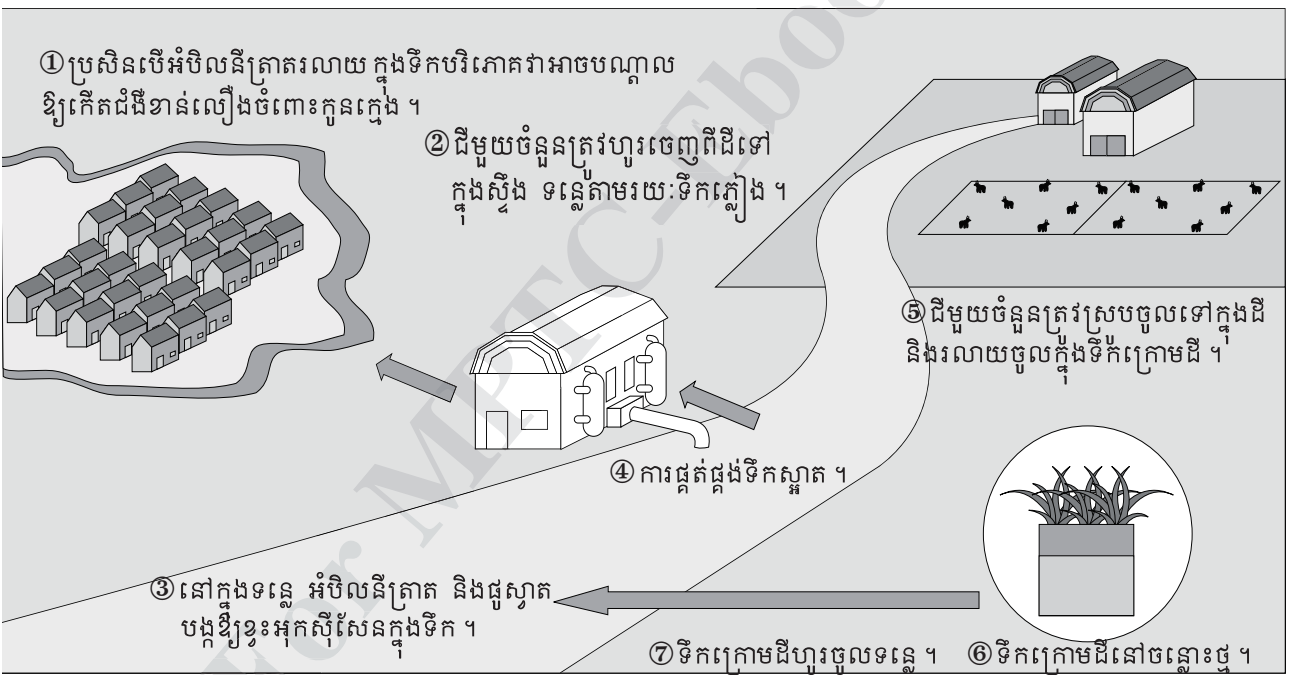 ①ប្រសិនបើអំបិលនីត្រាតរលាយ ក្នុងទឹកបរិភោគវាអាចបណ្ដាល
ឱ្យកើតជំងឺខាន់លឿងចំពោះកូនក្មេង ។
②ជីមួយចំនួនត្រូវហូរចេញពីដីទៅ
ក្នុងស្ទឹង ទន្លេតាមរយៈទឹកភ្លៀង ។
⑤ជីមួយចំនួនត្រូវស្រូបចូលទៅក្នុងដី
និងរលាយចូលក្នុងទឹកក្រោមដី ។
④ការផ្គត់ផ្គង់ទឹកស្អាត ។
③នៅក្នុងទន្លេ អំបិលនីត្រាត និងផូស្វាត
បង្កឱ្យខ្វះអុកស៊ីសែនក្នុងទឹក ។
⑦ទឹកក្រោមដីហូរចូលទន្លេ ។
⑥ទឹកក្រោមដីនៅចន្លោះថ្ម ។
For MPTC-Eboo